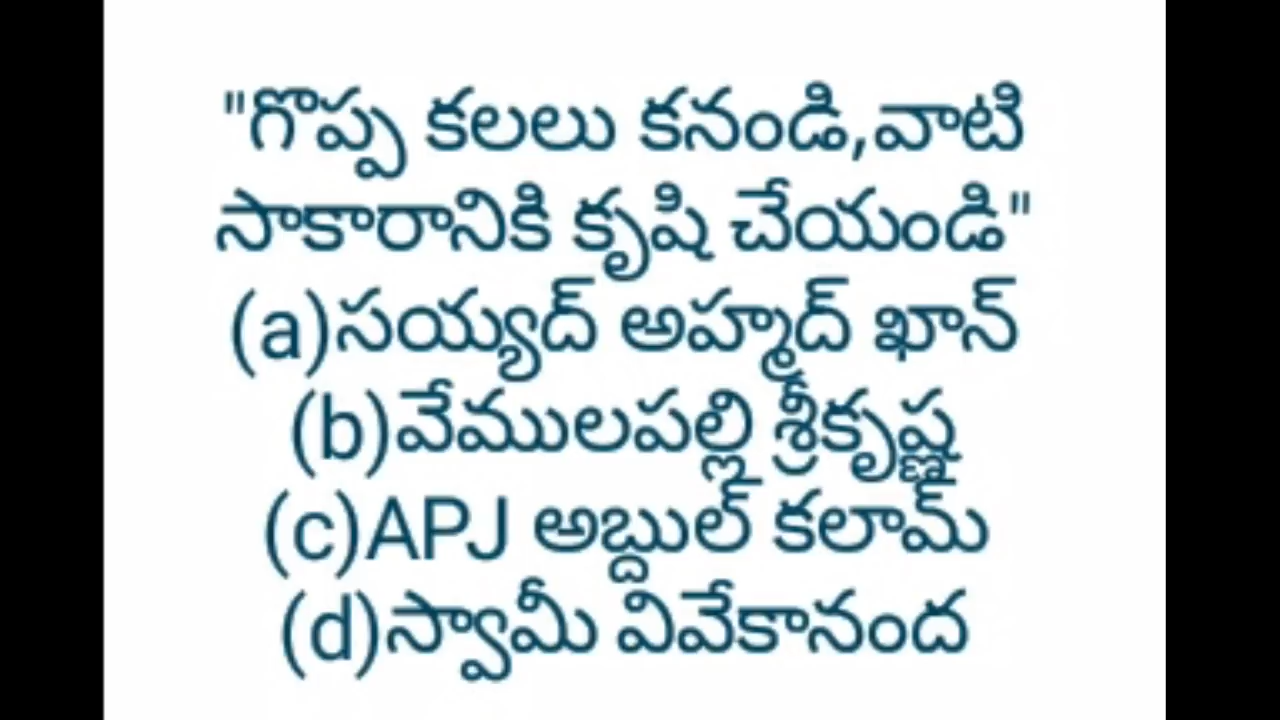 "గొప్ప కలలు కనండి,వాటి
సాకారానికి కృషి చేయండి"
(a)సయ్యద్ అహ్మద్ ఖాన్
(b)వేములపల్లి శ్రీకృష్ణ
(c)APJ అబ్దుల్ కలామ్
(d)స్వామీ వివేకానంద